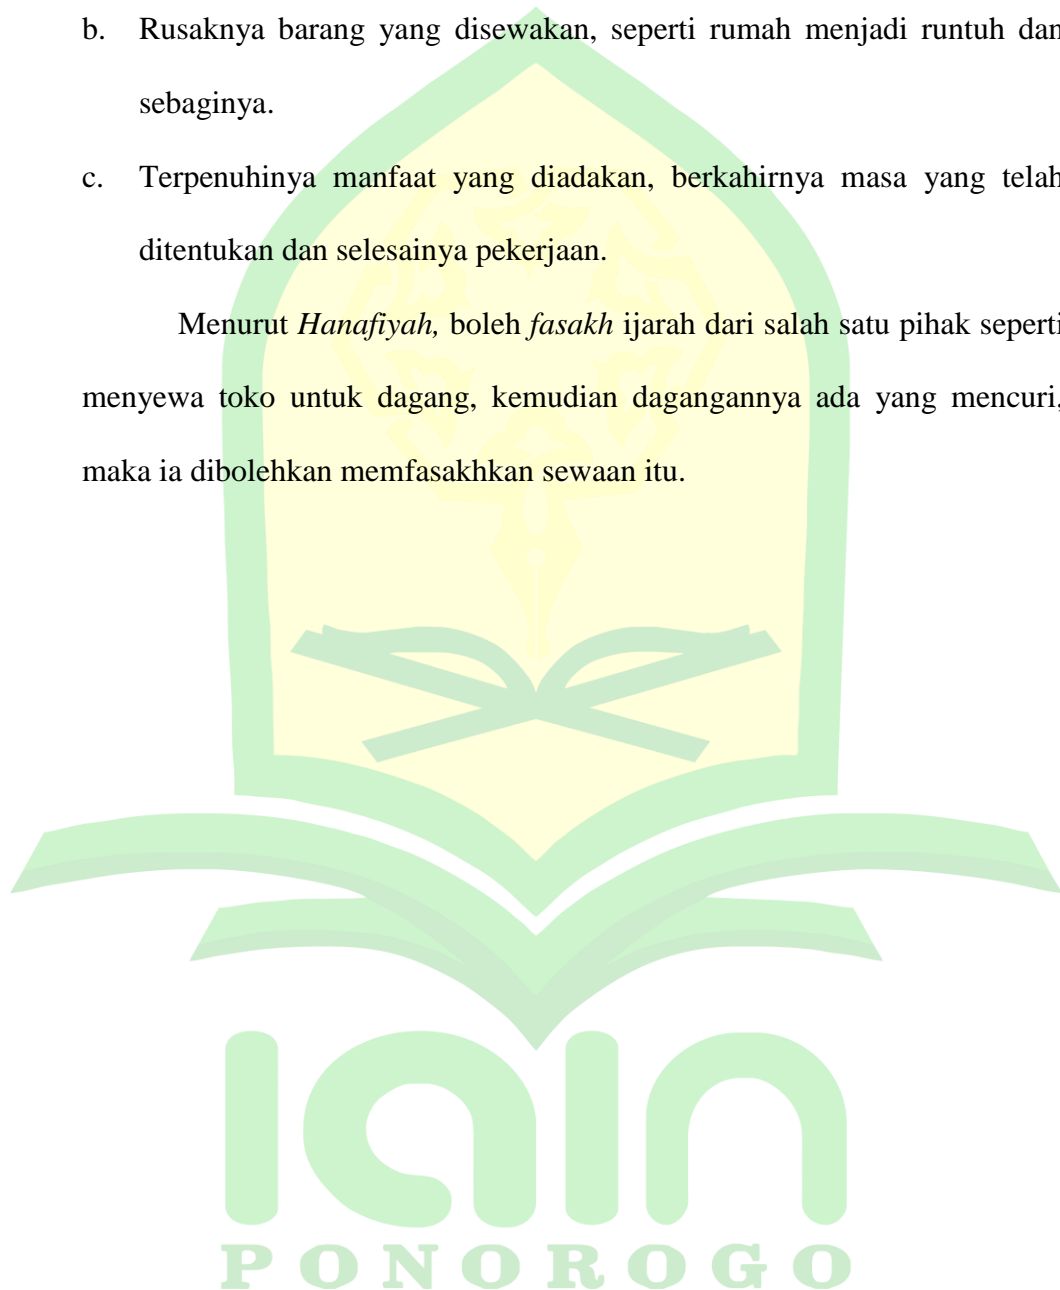 b. Rusaknya barang yang disewakan, seperti rumah menjadi runtuh dan
sebaginya.
c. Terpenuhinya manfaat yang diadakan, berkahirnya masa yang telah
ditentukan dan selesainya pekerjaan.
Menurut Hanafiyah, boleh fasakh ijarah dari salah satu pihak seperti
menyewa toko untuk dagang, kemudian dagangannya ada yang mencuri,
maka ia dibolehkan memfasakhkan sewaan itu.
iain
PONOROGO